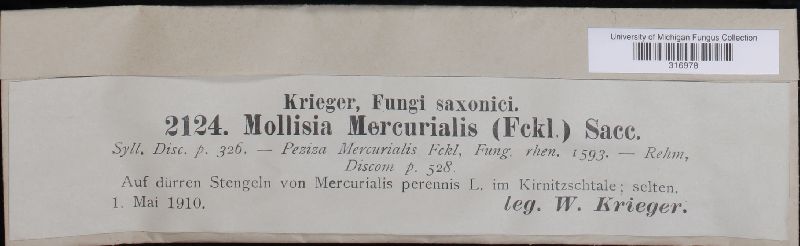 University of Michigan Fungus Collection
316978
Krieger, Fungi saxonici.
2124. Mollisia Mercurialis (Fckl.) Sacc.
Syll. Disc. p. 326. — Peziza Mercurialis Fckl, Fung. rhen. 1593. — Rehm,
Discom p. 528.
Auf dürren Stengeln von Mercurialis perennis L. im Kirnitzschtale; selten.
1. Mai 1910.
leg. W. Krieger.